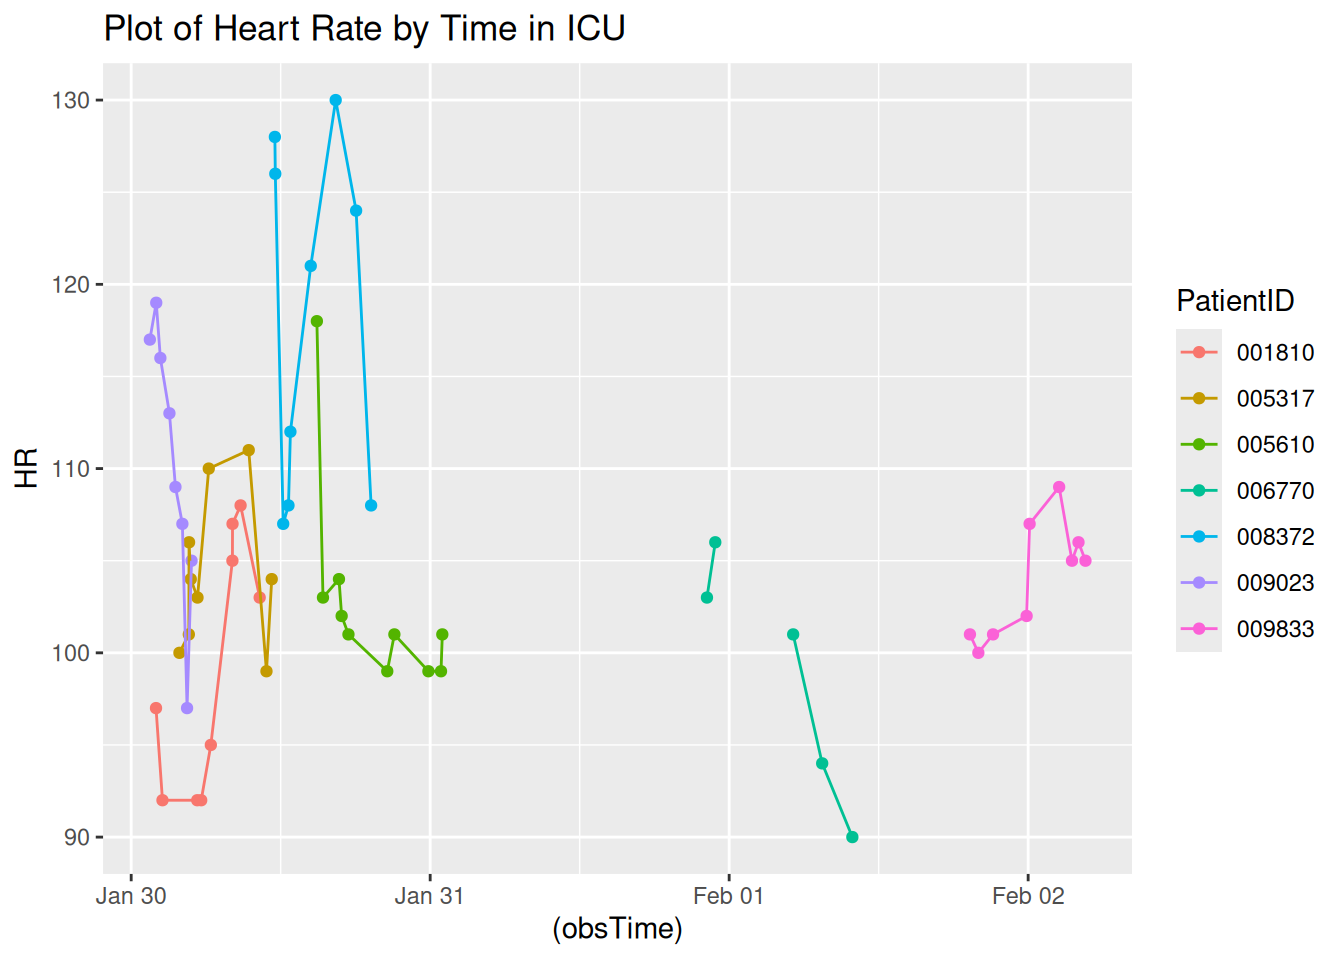 Plot of Heart Rate by Time in ICU
130
120
110
100
90
HR
Jan 30
Jan 31
Feb 01
Feb 02
(obsTime)
PatientID
001810
005317
005610
006770
008372
009023
009833